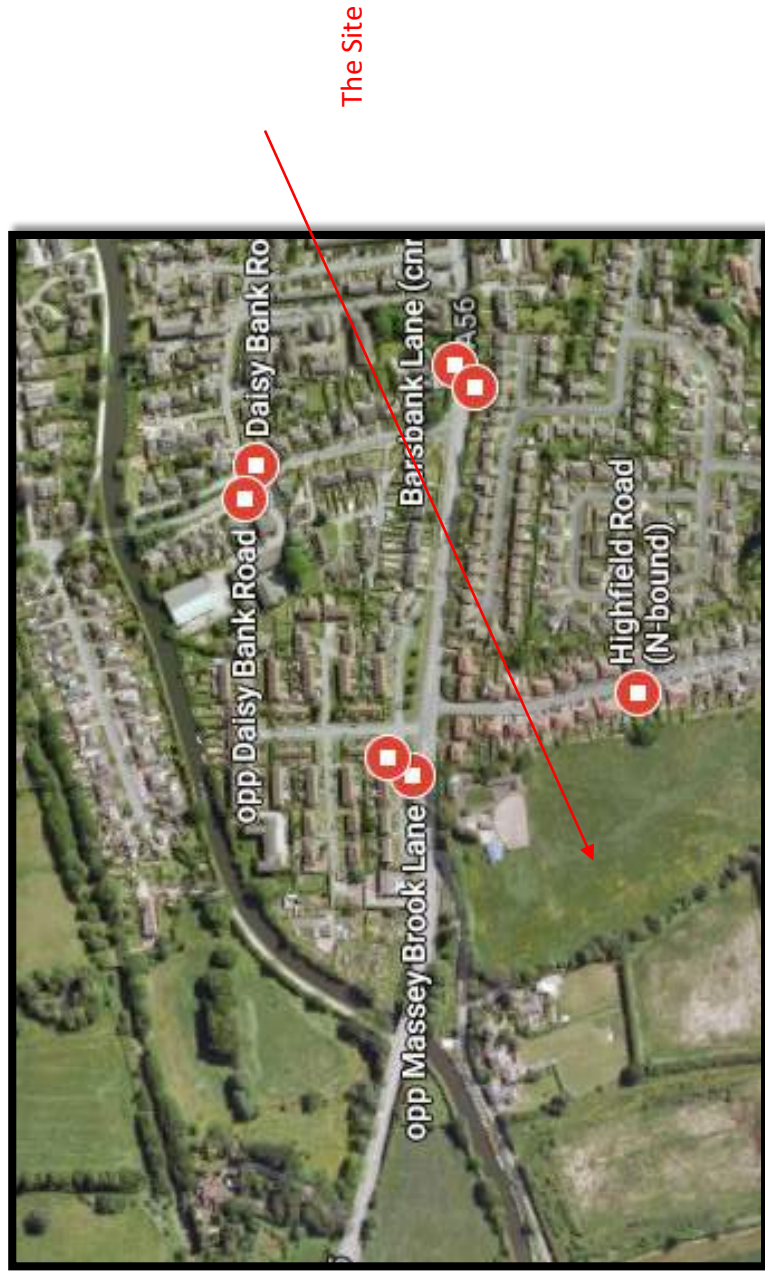 The Site
Daisy Bank Ro
opp Daisy Bank Road
Barsbank Lane (cnr
A56
opp Massey Brook Lane
Highfield Road
(N-bound)